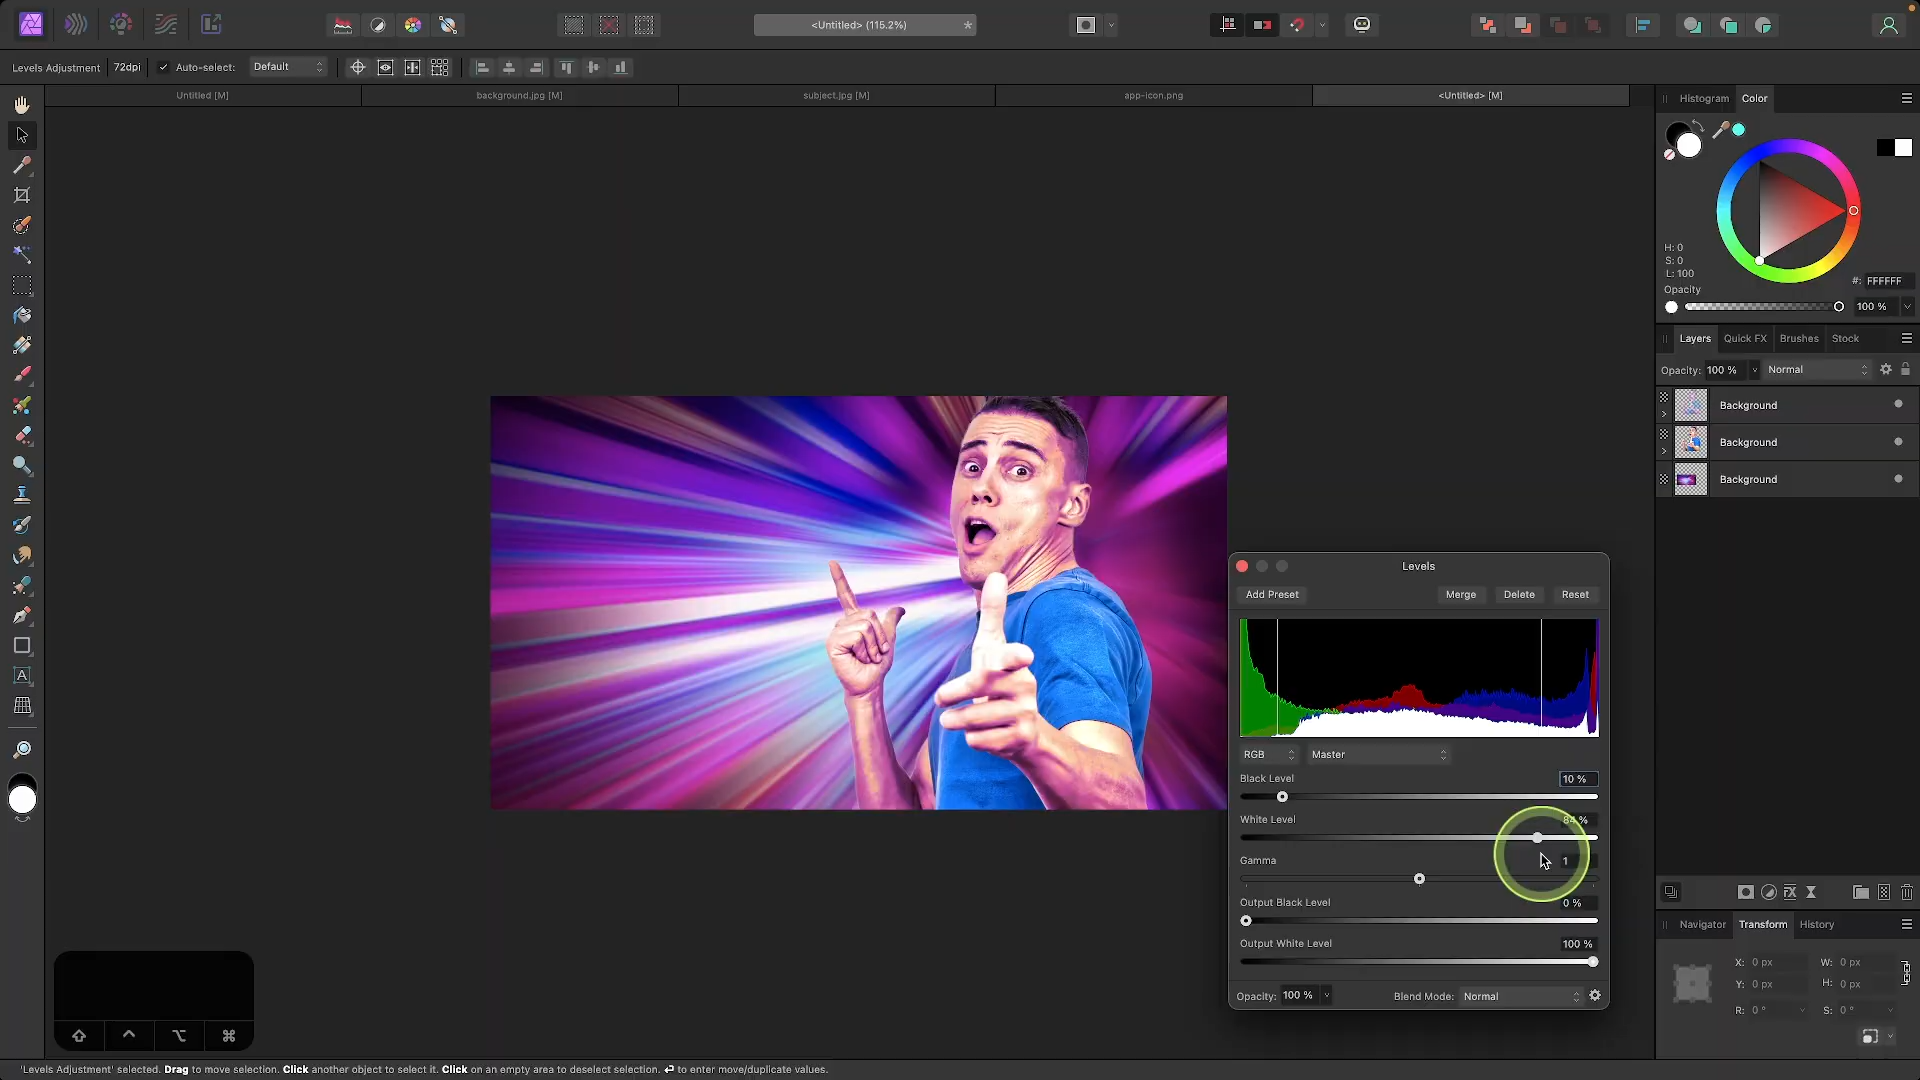 <Untitled> (115.2%)
*
Levels Adjustment
72dpi
Auto-select:
Default
Untitled [M]
background.jpg [M]
subject.jpg [M]
app-icon.png
<Untitled> [M]
Histogram
Color
H: 0
S: 0
L: 100
#: FFFFFF
Opacity
100 %
Layers
Quick FX
Brushes
Stock
Opacity: 100 %
Normal
Background
Background
Background
Levels
Add Preset
Merge
Delete
Reset
RGB
Master
Black Level
10 %
White Level
84 %
Gamma
1
Output Black Level
0 %
Output White Level
100 %
Opacity: 100 %
Blend Mode: Normal
Navigator
Transform
History
X: 0 px
W: 0 px
Y: 0 px
H: 0 px
R: 0 °
S: 0 °
'Levels Adjustment' selected. Drag to move selection. Click another object to select it. Click on an empty area to deselect selection. ⏎ to enter move/duplicate values.